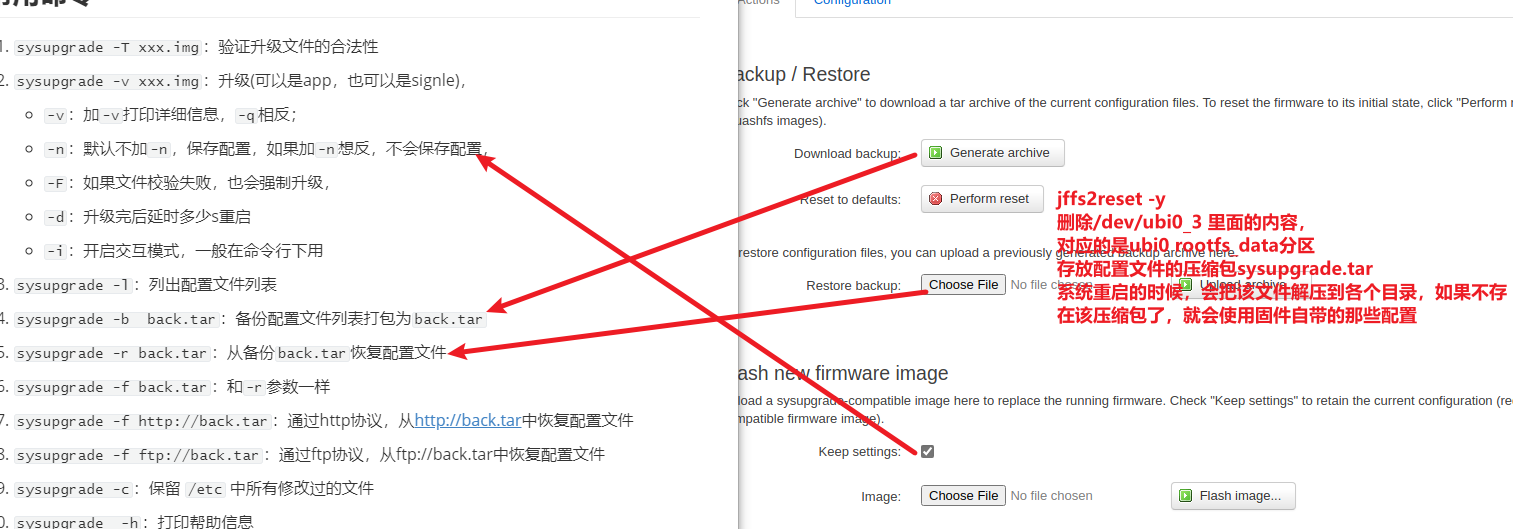 sysupgrade -T xxx.img：验证升级文件的合法性
sysupgrade -v xxx.img：升级(可以是app，也可以是signle)，
-v：加-v打印详细信息，-q相反；
-n：默认不加-n，保存配置，如果加-n想反，不会保存配置，
-F：如果文件校验失败，也会强制升级，
-d：升级完后延时多少s重启
-i：开启交互模式，一般在命令行下用
sysupgrade -l：列出配置文件列表
sysupgrade -b  back.tar：备份配置文件列表打包为back.tar
sysupgrade -r back.tar：从备份back.tar恢复配置文件
sysupgrade -f back.tar：和-r参数一样
7. sysupgrade -f http://back.tar：通过http协议，从http://back.tar中恢复配置文件
sysupgrade -f ftp://back.tar：通过ftp协议，从ftp://back.tar中恢复配置文件
9. sysupgrade -c：保留 /etc 中所有修改过的文件
sysupgrade  -h：打印帮助信息
Actions
Configuration
ackup / Restore
ck "Generate archive" to download a tar archive of the current configuration files. To reset the firmware to its initial state, click "Perform
uashfs images).
Download backup:
Generate archive
Reset to defaults:
Perform reset
restore configuration files, you can upload a previously generated backup archive here.
Restore backup:
Choose File
No file chosen
Upload archive
jffs2reset -y
删除/dev/ubi0_3 里面的内容，
对应的是ubi0 rootfs_data分区
存放配置文件的压缩包sysupgrade.tar
系统重启的时候，会把该文件解压到各个目录，如果不存
在该压缩包了，就会使用固件自带的那些配置
ash new firmware image
load a sysupgrade-compatible image here to replace the running firmware. Check "Keep settings" to retain the current configuration
mpatible firmware image).
Keep settings:
Image:
Choose File
No file chosen
Flash image...